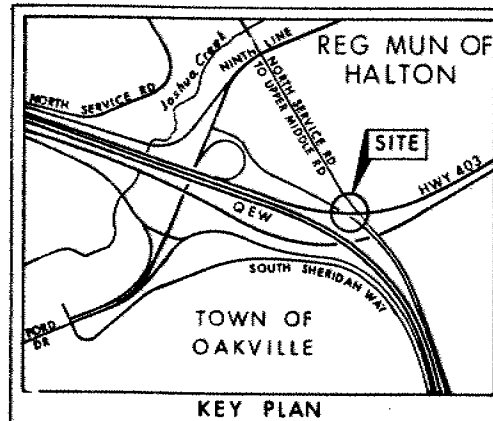 REG MUN OF
HALTON
Joshua Creek
NINTH LINE
NORTH SERVICE RD
NORTH SERVICE RD
TO UPPER MIDDLE RD
SITE
HWY 403
QEW
SOUTH SHERIDAN WAY
FORD
DR
TOWN OF
OAKVILLE
KEY PLAN